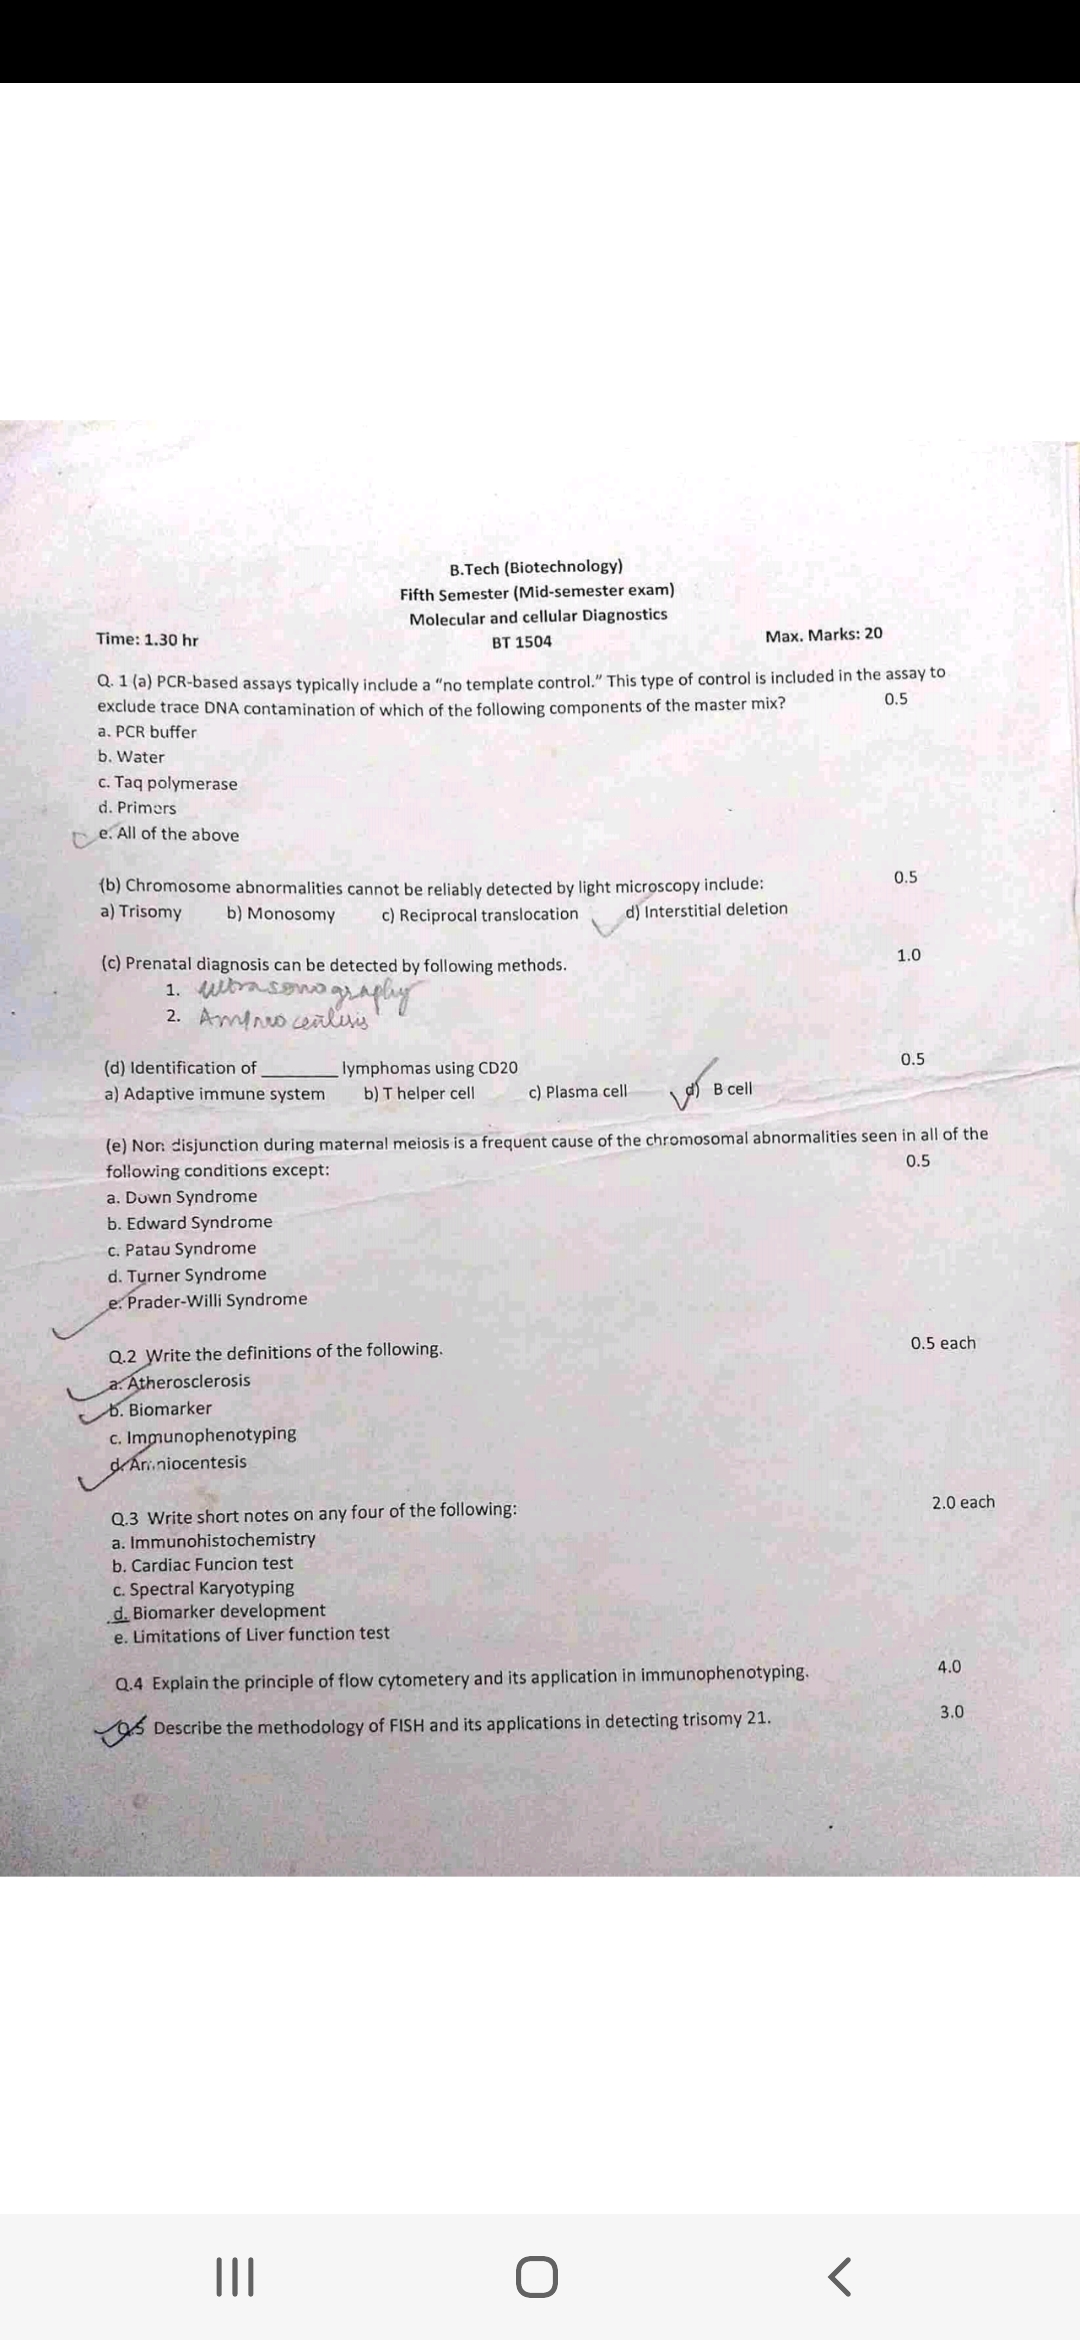 B.Tech (Biotechnology)
Fifth Semester (Mid-semester exam)
Molecular and cellular Diagnostics
Time: 1.30 hr BT 1504 Max. Marks: 20
Q. 1 (a) PCR-based assays typically include a “no template control.” This type of control is included in the assay to
exclude trace DNA contamination of which of the following components of the master mix? 0.5
a. PCR buffer
b. Water
c. Taq polymerase
d. Primers
e. All of the above
(b) Chromosome abnormalities cannot be reliably detected by light microscopy include: 0.5
a) Trisomy b) Monosomy c) Reciprocal translocation d) Interstitial deletion
(c) Prenatal diagnosis can be detected by following methods. 1.0
1. Ultrasonography
2.
(d) Identification of ________ lymphomas using CD20 0.5
a) Adaptive immune system b) T helper cell c) Plasma cell d) B cell
(e) Non disjunction during maternal meiosis is a frequent cause of the chromosomal abnormalities seen in all of the
following conditions except: 0.5
a. Down Syndrome
b. Edward Syndrome
c. Patau Syndrome
d. Turner Syndrome
e. Prader-Willi Syndrome
Q.2 Write the definitions of the following. 0.5 each
a. Atherosclerosis
b. Biomarker
c. Immunophenotyping
d. Amniocentesis
Q.3 Write short notes on any four of the following: 2.0 each
a. Immunohistochemistry
b. Cardiac Funcion test
c. Spectral Karyotyping
d. Biomarker development
e. Limitations of Liver function test
Q.4 Explain the principle of flow cytometery and its application in immunophenotyping. 4.0
Q.5 Describe the methodology of FISH and its applications in detecting trisomy 21. 3.0